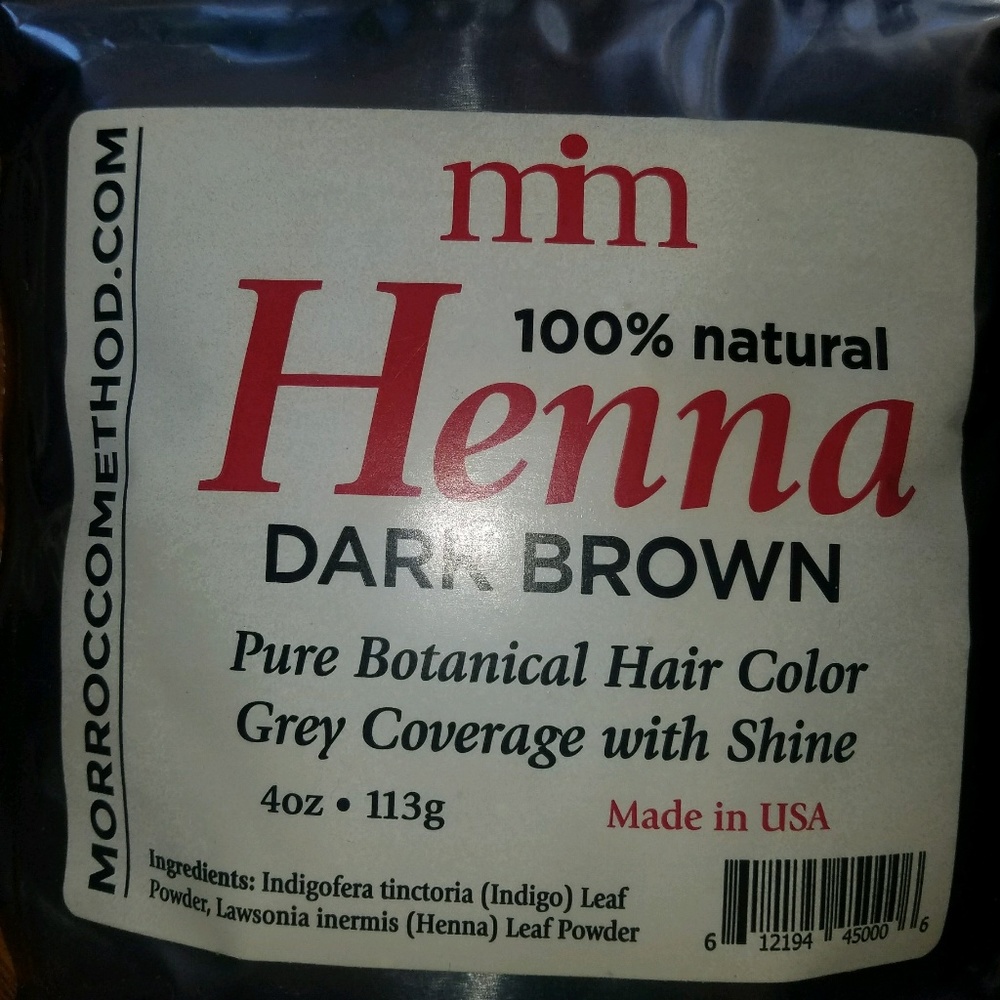 MORROCCOMETHOD.COM
mim
100% natural
Henna
DARK BROWN
Pure Botanical Hair Color
Grey Coverage with Shine
4oz • 113g
Made in USA
Ingredients: Indigofera tinctoria (Indigo) Leaf
Powder, Lawsonia inermis (Henna) Leaf Powder
6 12194 45000 6